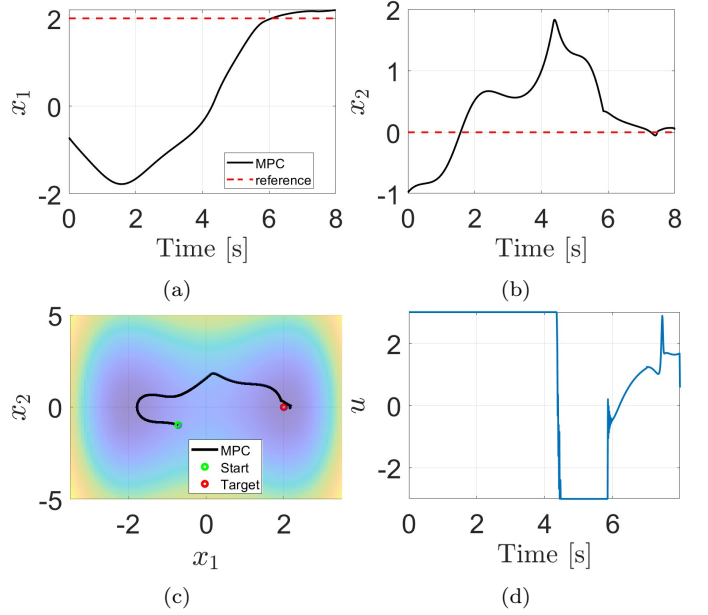 2
0
-2
x₁
MPC
reference
0
2
4
6
8
Time [s]
(a)
2
1
0
-1
x₂
0
2
4
6
8
Time [s]
(b)
5
0
-5
x₂
MPC
Start
Target
-2
0
2
x₁
(c)
2
0
-2
u
0
2
4
6
Time [s]
(d)